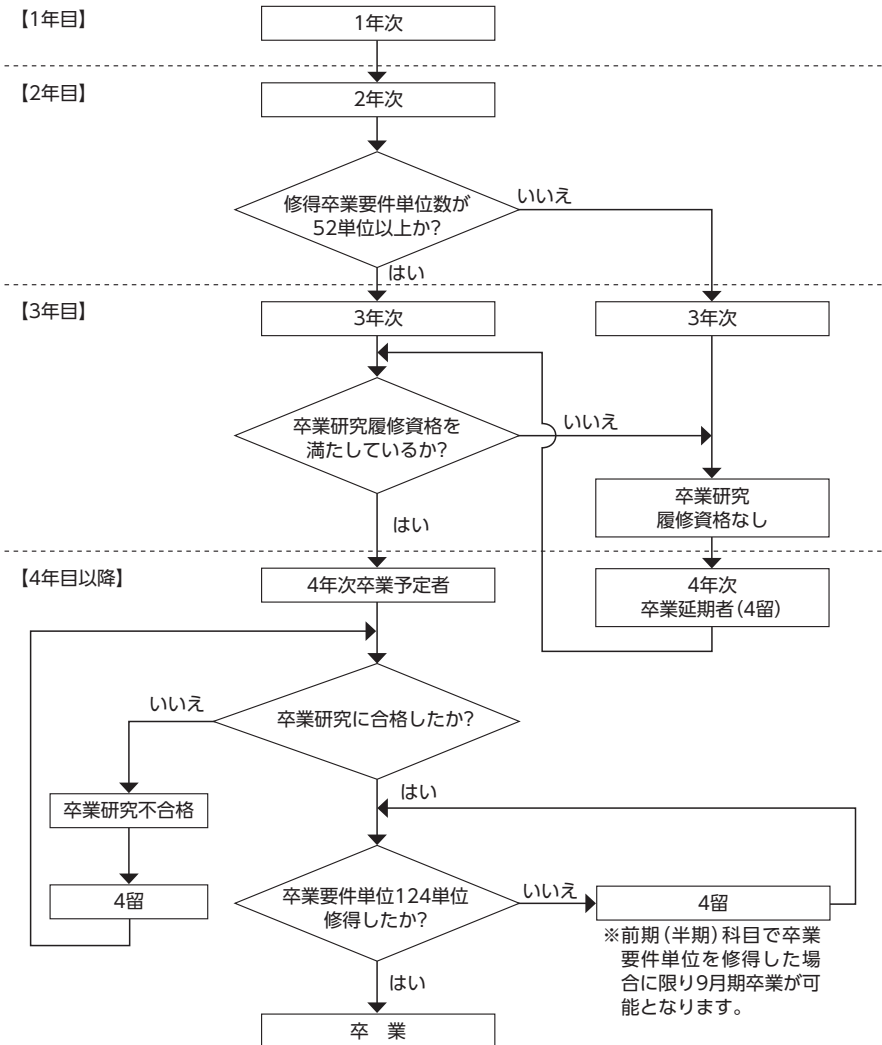 【1年目】
1年次
【2年目】
2年次
修得卒業要件単位数が
52単位以上か?
いいえ
はい
【3年目】
3年次
3年次
卒業研究履修資格を
満たしているか?
いいえ
卒業研究
履修資格なし
はい
【4年目以降】
4年次卒業予定者
4年次
卒業延期者(4留)
卒業研究に合格したか?
いいえ
はい
卒業研究不合格
4留
卒業要件単位124単位
修得したか?
いいえ
4留
※前期(半期)科目で卒業
要件単位を修得した場
合に限り9月期卒業が可
能となります。
はい
卒 業